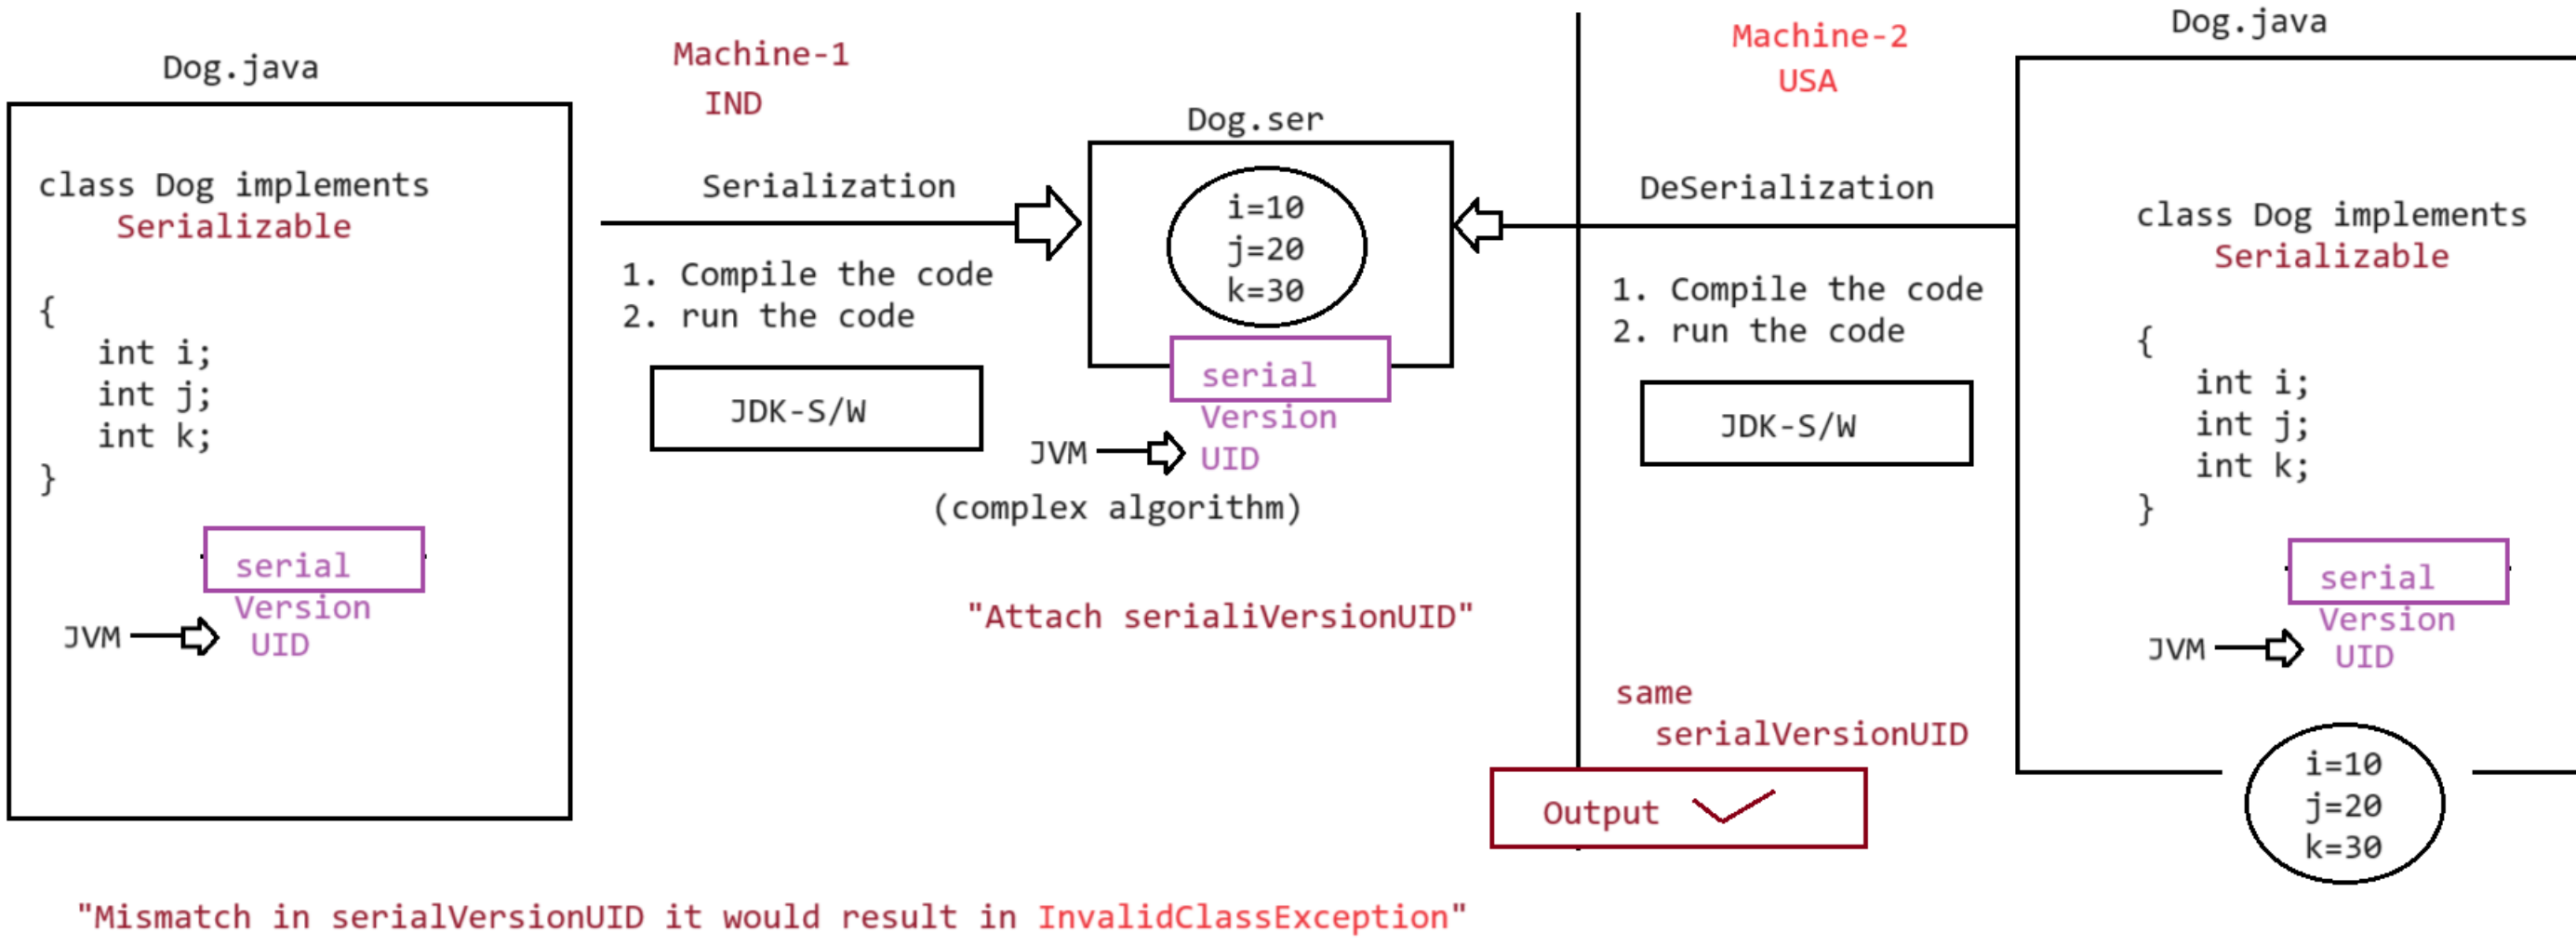 Dog.java
class Dog implements
Serializable
{
int i;
int j;
int k;
}
serial
Version
UID
JVM
Machine-1
IND
Serialization
1. Compile the code
2. run the code
JDK-S/W
Dog.ser
i=10
j=20
k=30
serial
Version
UID
JVM
(complex algorithm)
"Attach serialiVersionUID"
Machine-2
USA
DeSerialization
1. Compile the code
2. run the code
JDK-S/W
same
serialVersionUID
Output
Dog.java
class Dog implements
Serializable
{
int i;
int j;
int k;
}
serial
Version
UID
JVM
i=10
j=20
k=30
"Mismatch in serialVersionUID it would result in InvalidClassException"